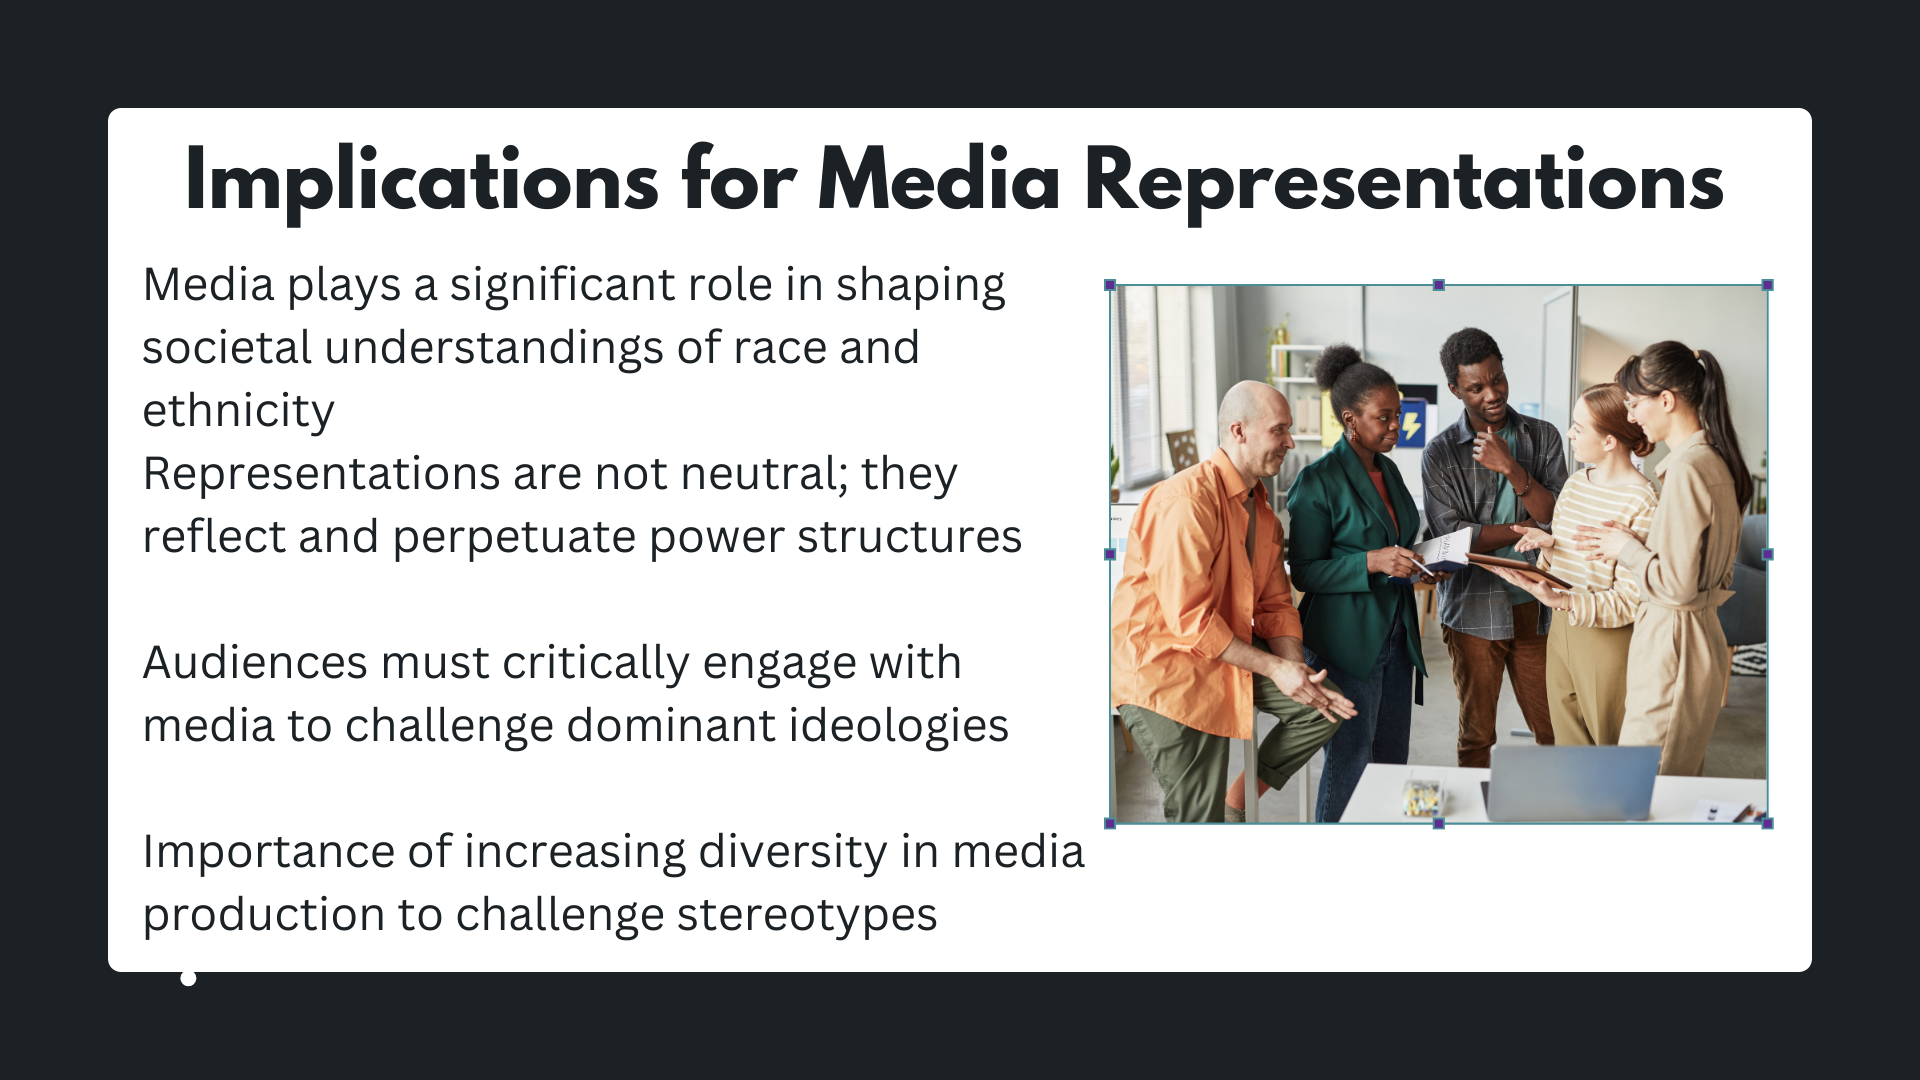 Implications for Media Representations
Media plays a significant role in shaping
societal understandings of race and
ethnicity
Representations are not neutral; they
reflect and perpetuate power structures
Audiences must critically engage with
media to challenge dominant ideologies
Importance of increasing diversity in media
production to challenge stereotypes